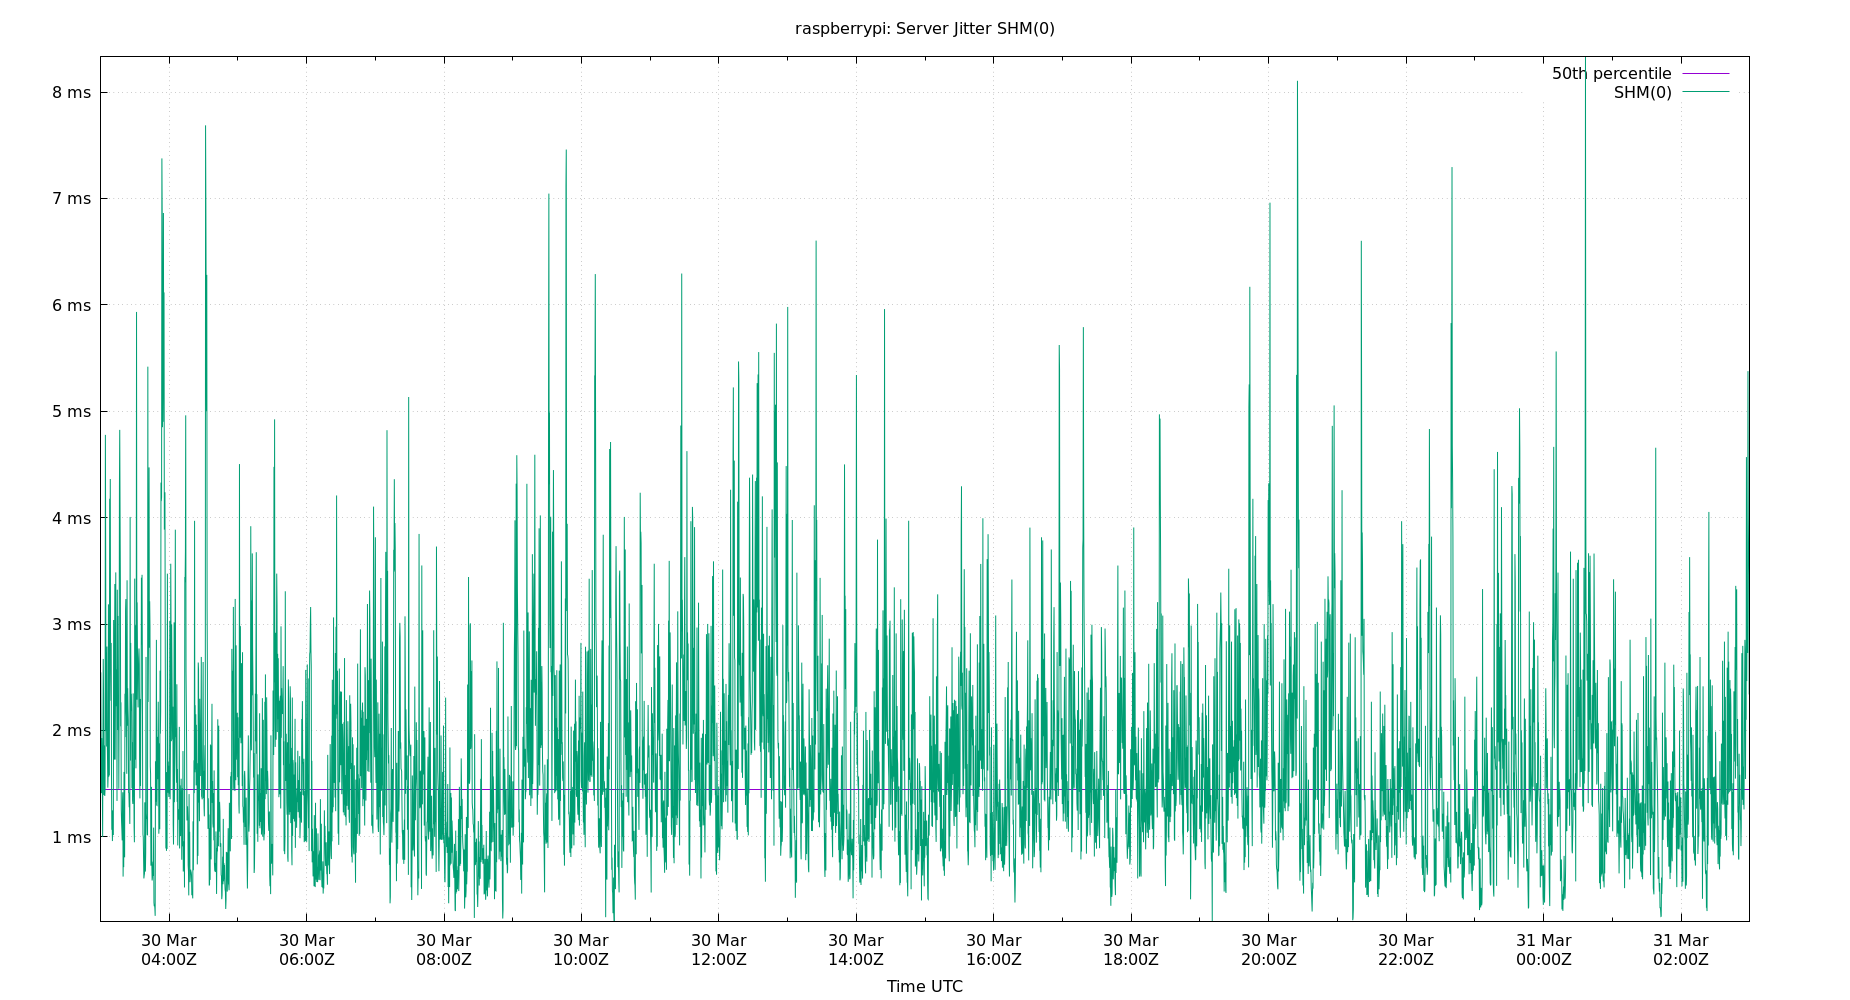 raspberrypi: Server Jitter SHM(0)
50th percentile
SHM(0)
8 ms
7 ms
6 ms
5 ms
4 ms
3 ms
2 ms
1 ms
30 Mar 30 Mar 30 Mar 30 Mar 30 Mar 30 Mar 30 Mar 30 Mar 30 Mar 30 Mar 31 Mar 31 Mar
04:00Z 06:00Z 08:00Z 10:00Z 12:00Z 14:00Z 16:00Z 18:00Z 20:00Z 22:00Z 00:00Z 02:00Z
Time UTC